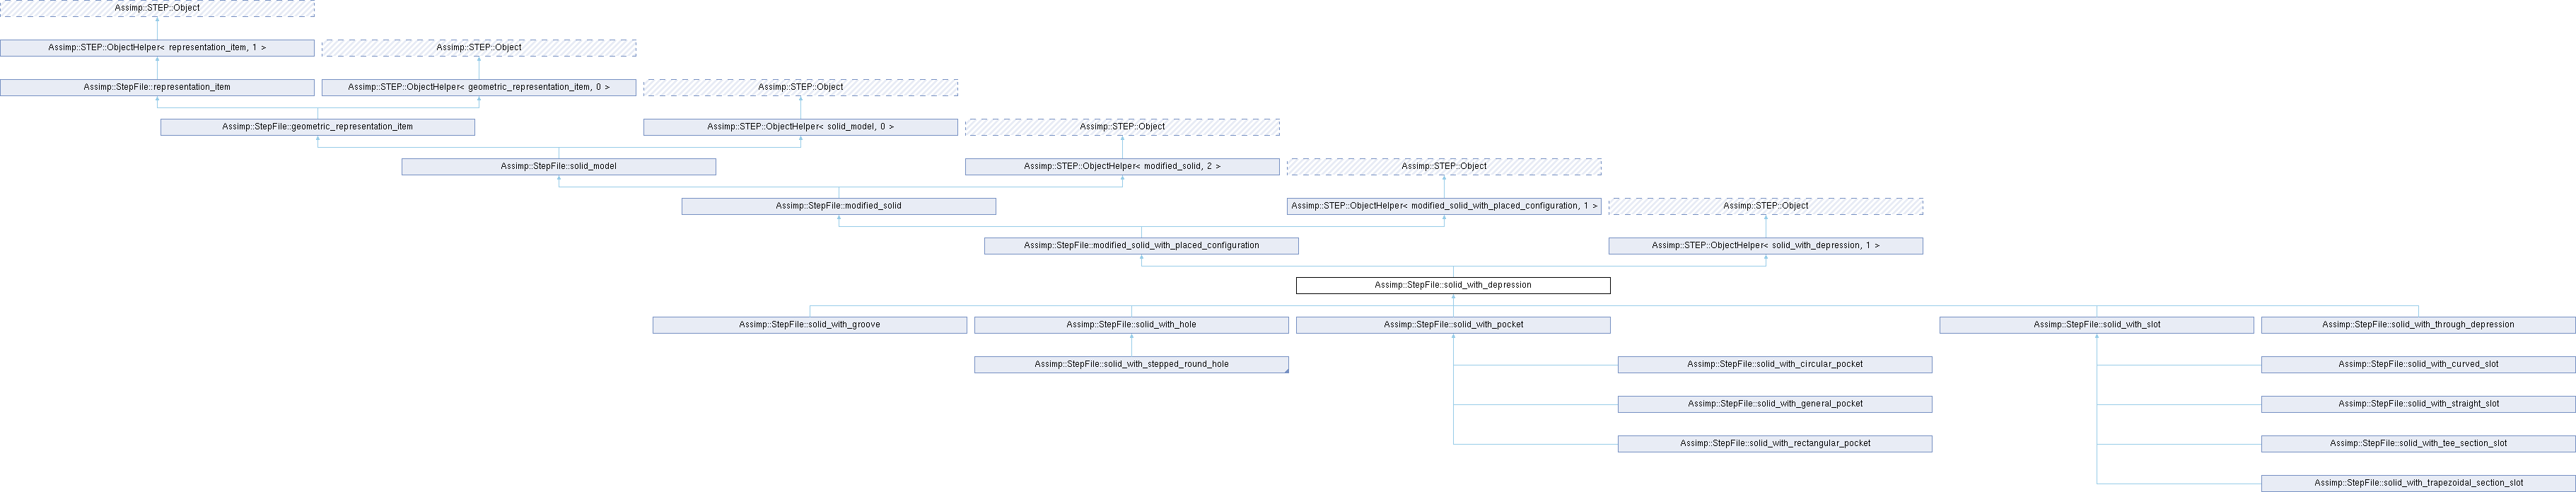 Assimp::STEP::Object
Assimp::STEP::ObjectHelper< representation_item, 1 >
Assimp::STEP::Object
Assimp::StepFile::representation_item
Assimp::STEP::ObjectHelper< geometric_representation_item, 0 >
Assimp::STEP::Object
Assimp::StepFile::geometric_representation_item
Assimp::STEP::ObjectHelper< solid_model, 0 >
Assimp::STEP::Object
Assimp::StepFile::solid_model
Assimp::STEP::ObjectHelper< modified_solid, 2 >
Assimp::STEP::Object
Assimp::StepFile::modified_solid
Assimp::STEP::ObjectHelper< modified_solid_with_placed_configuration, 1 >
Assimp::STEP::Object
Assimp::StepFile::modified_solid_with_placed_configuration
Assimp::STEP::ObjectHelper< solid_with_depression, 1 >
Assimp::StepFile::solid_with_depression
Assimp::StepFile::solid_with_groove
Assimp::StepFile::solid_with_hole
Assimp::StepFile::solid_with_pocket
Assimp::StepFile::solid_with_slot
Assimp::StepFile::solid_with_through_depression
Assimp::StepFile::solid_with_stepped_round_hole
Assimp::StepFile::solid_with_circular_pocket
Assimp::StepFile::solid_with_curved_slot
Assimp::StepFile::solid_with_general_pocket
Assimp::StepFile::solid_with_straight_slot
Assimp::StepFile::solid_with_rectangular_pocket
Assimp::StepFile::solid_with_tee_section_slot
Assimp::StepFile::solid_with_trapezoidal_section_slot